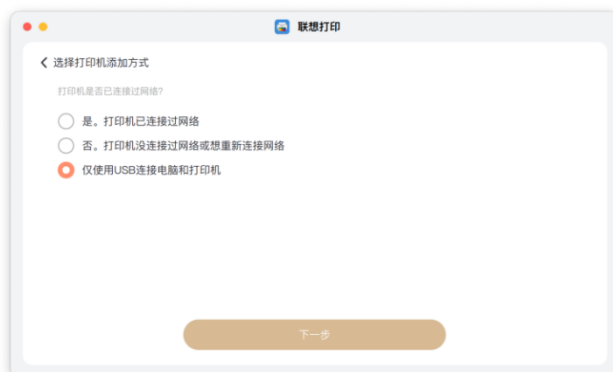 联想打印
选择打印机添加方式
打印机是否已连接过网络?
是。打印机已连接过网络
否。打印机没连接过网络或想重新连接网络
仅使用USB连接电脑和打印机
下一步